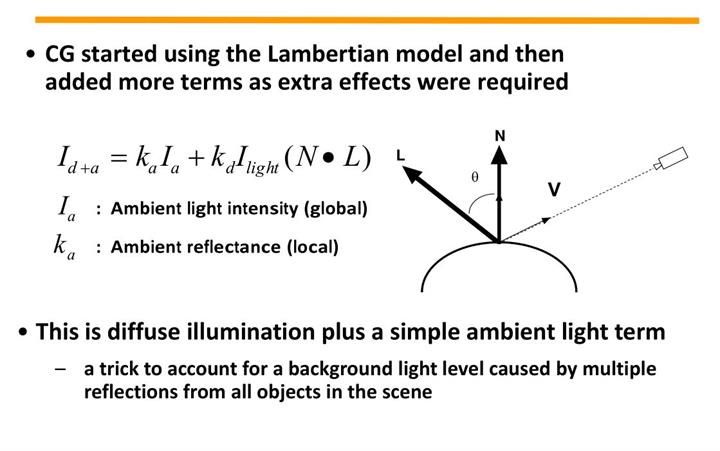 • CG started using the Lambertian model and then
added more terms as extra effects were required
I_{d+a} = k_a I_a + k_d I_{light} (N • L)
I_a : Ambient light intensity (global)
k_a : Ambient reflectance (local)
N
L
θ
V
• This is diffuse illumination plus a simple ambient light term
– a trick to account for a background light level caused by multiple
reflections from all objects in the scene